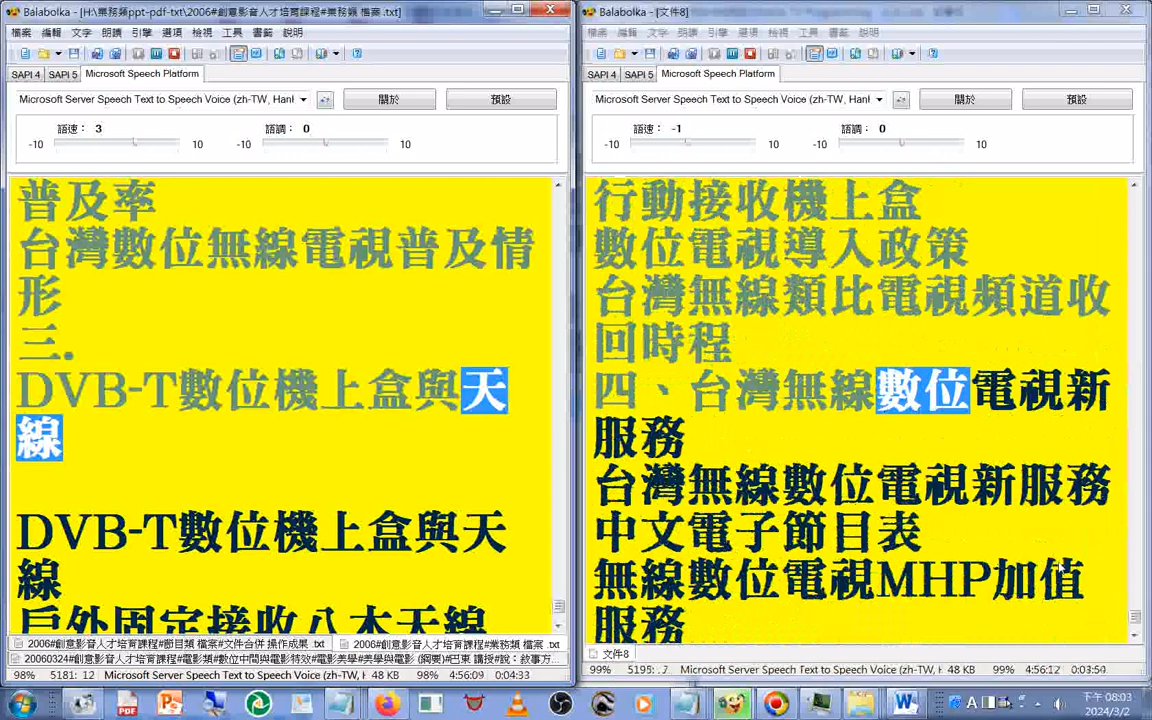 Balabolka - [H:\業務類ppt-pdf-txt\2006#創意影音人才培育課程#業務類 檔案 .txt]
檔案 編輯 文字 朗讀 引擎 選項 檢視 工具 書籤 說明
SAPI 4 SAPI 5 Microsoft Speech Platform
Microsoft Server Speech Text to Speech Voice (zh-TW, Han
關於 預設
語速： 3 語調： 0
-10 10 -10 10
普及率
台灣數位無線電視普及情
形
三.
DVB-T數位機上盒與天
線
DVB-T數位機上盒與天
線
戶外固定接收八木天線
2006#創意影音人才培育課程#節目類 檔案#文件合併 操作成果 .txt 2006#創意影音人才培育課程#業務類 檔案 .txt
20060324#創意影音人才培育課程#電影類#數位中間與電影特效#電影美學#美學與電影 (綱要)#巴東 講授#說：敘事方...
98% 5181: 12 Microsoft Server Speech Text to Speech Voice (zh-TW, H 48 KB 98% 4:56:09 0:04:33
Balabolka - [文件8]
檔案 編輯 文字 朗讀 引擎 選項 檢視 工具 書籤 說明
SAPI 4 SAPI 5 Microsoft Speech Platform
Microsoft Server Speech Text to Speech Voice (zh-TW, Han
關於 預設
語速： -1 語調： 0
-10 10 -10 10
行動接收機上盒
數位電視導入政策
台灣無線類比電視頻道收
回時程
四、台灣無線數位電視新
服務
台灣無線數位電視新服務
中文電子節目表
無線數位電視MHP加值
服務
文件8
99% 5195: .7 Microsoft Server Speech Text to Speech Voice (zh-TW, H 48 KB 99% 4:56:12 0:03:54
下午 08:03
2024/3/2